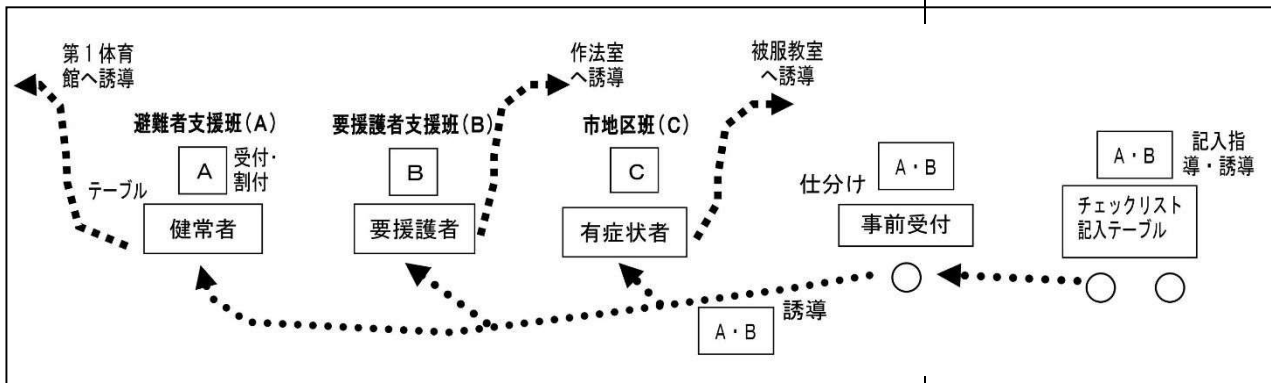 第1体育
館へ誘導
作法室
へ誘導
被服教室
へ誘導
避難者支援班(A)
要援護者支援班(B)
市地区班(C)
テーブル
A
受付・
割付
B
C
仕分け
A・B
A・B
記入指
導・誘導
健常者
要援護者
有症状者
事前受付
チェックリスト
記入テーブル
A・B
誘導